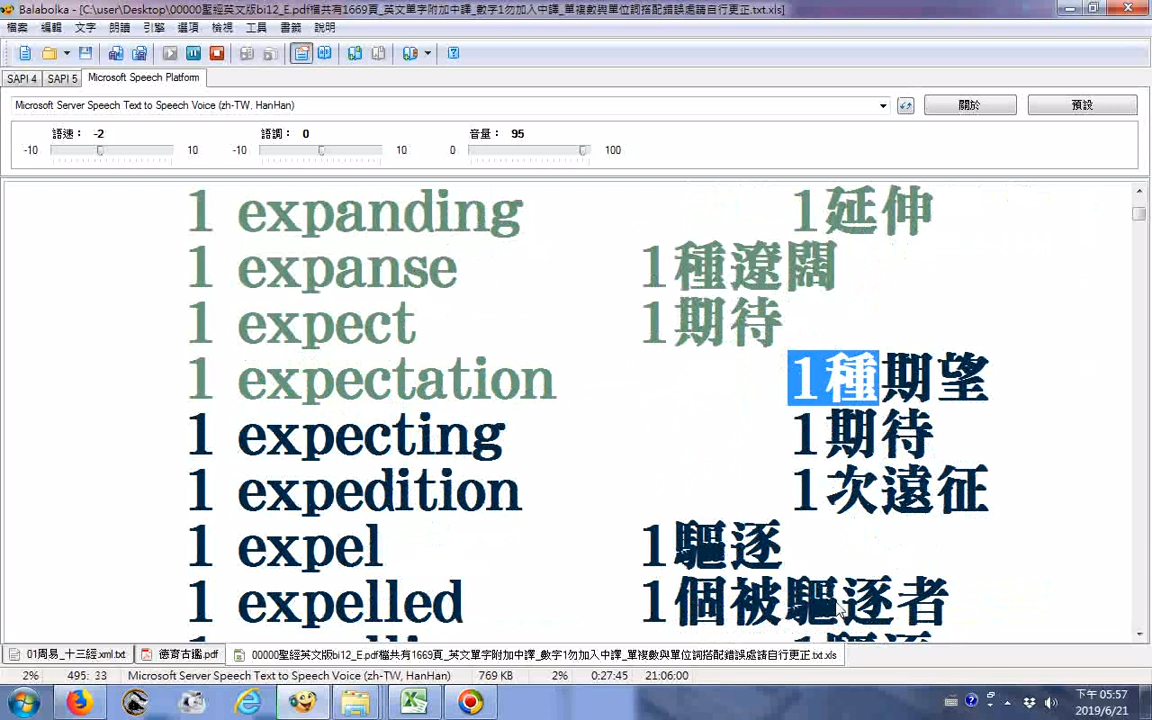 Balabolka - [C:\user\Desktop\00000聖經英文版bi12_E.pdf檔共有1669頁_英文單字附加中譯_數字1勿加入中譯_單複數與單位詞搭配錯誤處請自行更正.txt.xls]
檔案 編輯 文字 朗讀 引擎 選項 檢視 工具 書籤 說明
SAPI 4 SAPI 5 Microsoft Speech Platform
Microsoft Server Speech Text to Speech Voice (zh-TW, HanHan) 關於 預設
語速： -2 語調： 0 音量： 95
-10 10 -10 10 0 100
1 expanding 1延伸
1 expanse 1種遼闊
1 expect 1期待
1 expectation 1種期望
1 expecting 1期待
1 expedition 1次遠征
1 expel 1驅逐
1 expelled 1個被驅逐者
01周易_十三經.xml.txt 德育古鑑.pdf 00000聖經英文版bi12_E.pdf檔共有1669頁_英文單字附加中譯_數字1勿加入中譯_單複數與單位詞搭配錯誤處請自行更正.txt.xls
2% 495: 33 Microsoft Server Speech Text to Speech Voice (zh-TW, HanHan) 769 KB 2% 0:27:45 21:06:00
下午 05:57
2019/6/21